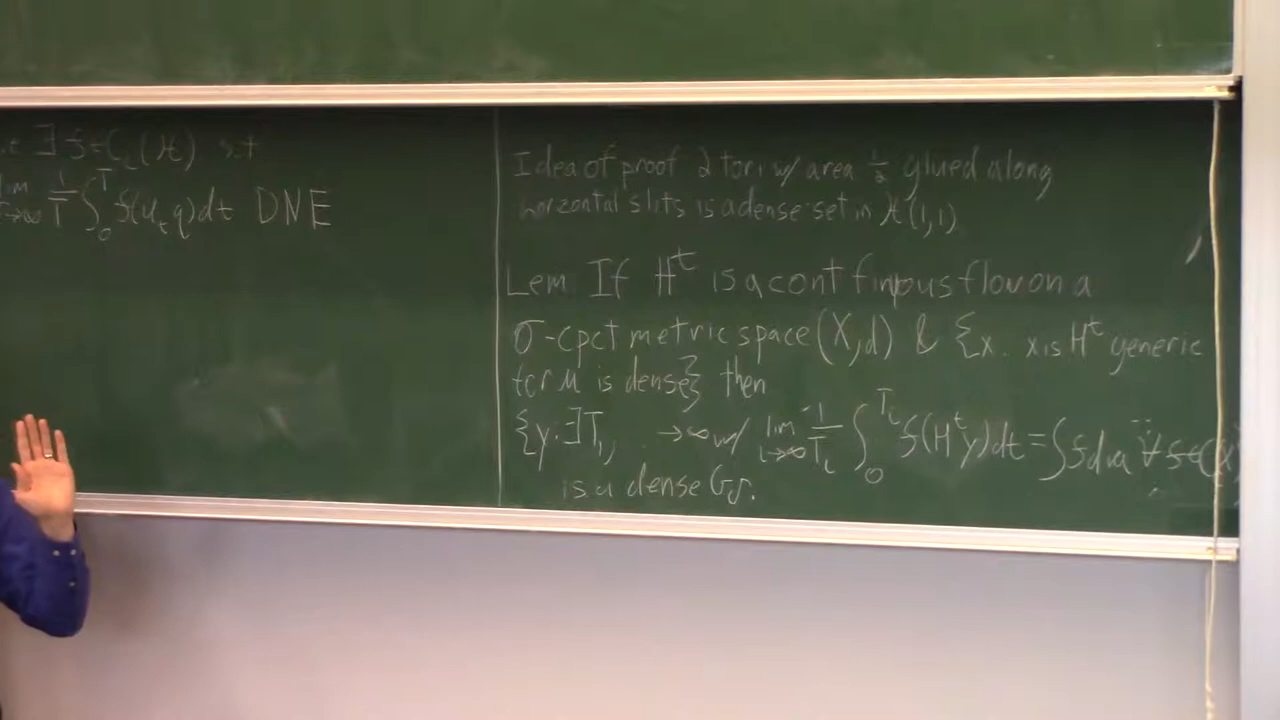 ∃ f∈C_c(H) s.t
lim 1/T ∫_0^T f(u_t q)dt DNE
Idea of proof 2 tori w/ area 1/2 glued along
horizontal slits is a dense set in H(1,1)
Lem If H^t is a continuous flow on a
σ-cpct metric space (X,d) & {x: x is H^t generic
for μ is dense} then
{y: ∃T_1, ... →∞ w/ lim_{i→∞} 1/T_i ∫_0^{T_i} f(H^t y)dt = ∫f dμ ∀ f∈C(X)
is a dense G_δ.